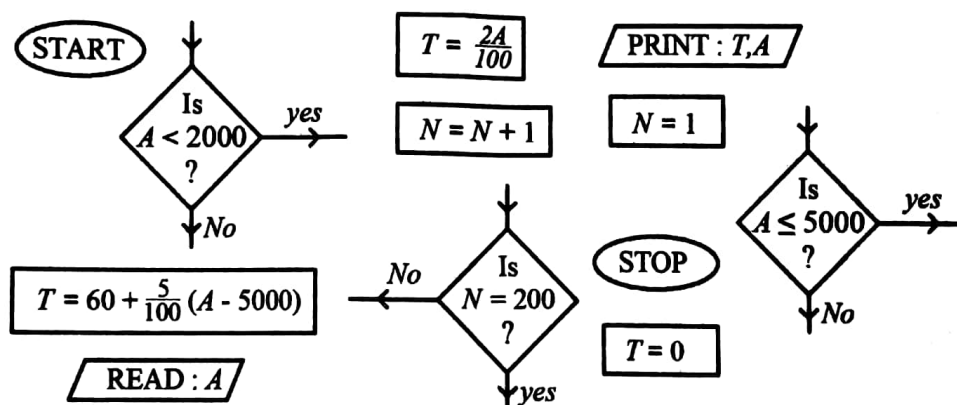 START
Is
A < 2000
?
yes
No
T = 2A/100
N = N + 1
PRINT : T,A
N = 1
Is
A ≤ 5000
?
yes
No
T = 60 + 5/100 (A - 5000)
READ : A
No
Is
N = 200
?
yes
STOP
T = 0